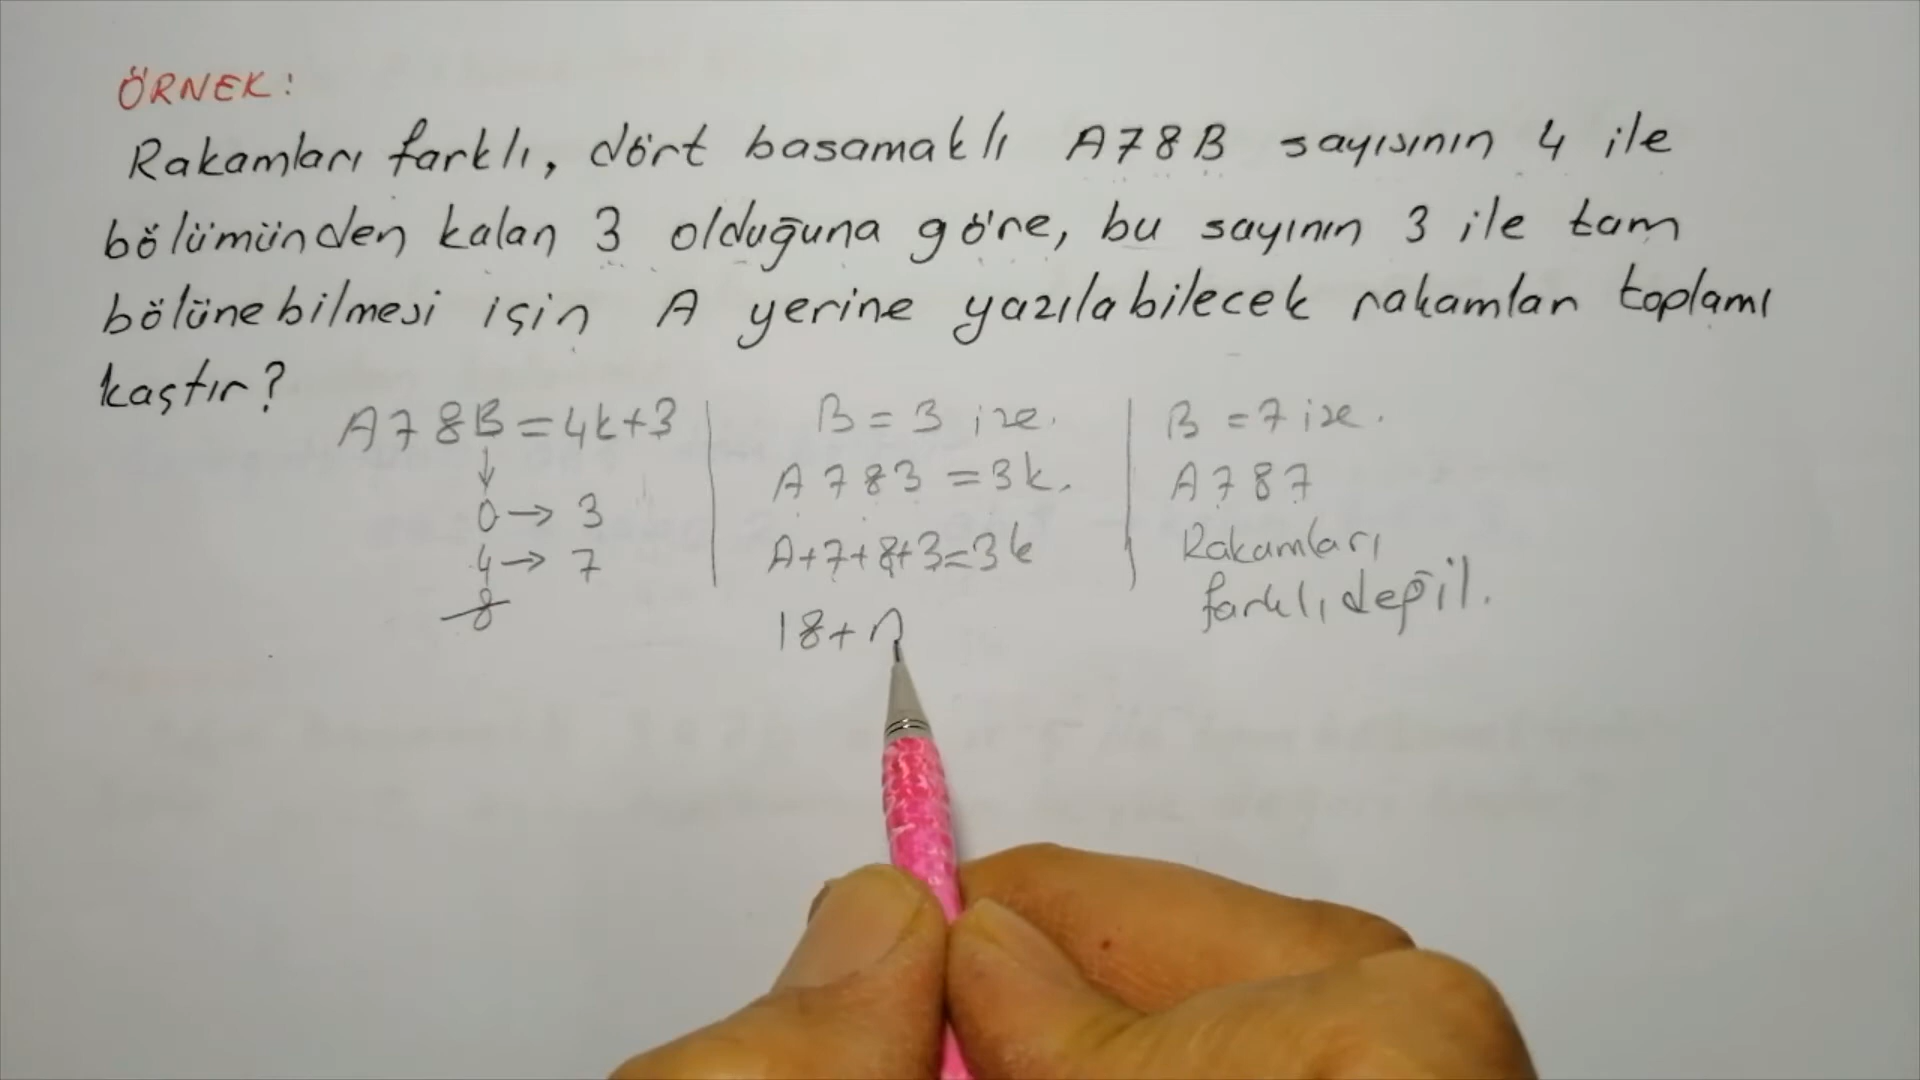 ÖRNEK:
Rakamları farklı, dört basamaklı A78B sayısının 4 ile
bölümünden kalan 3 olduğuna göre, bu sayının 3 ile tam
bölünebilmesi için A yerine yazılabilecek rakamlar toplamı
kaçtır?
A78B=4k+3
↓
0→3
4→7
8
B=3 ise.
A783=3k.
A+7+8+3=3k
18+
B=7 ise.
A787
Rakamları
farklı değil.